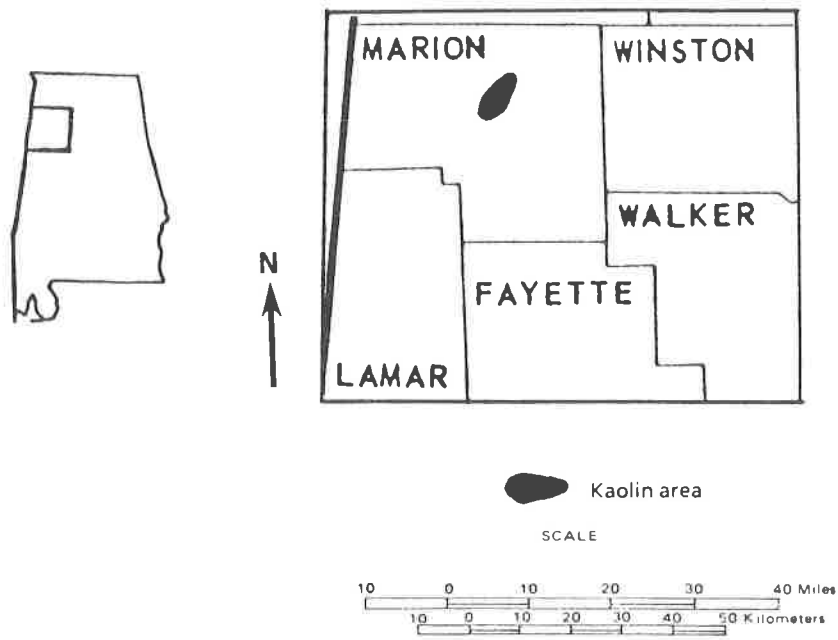 MARION
WINSTON
WALKER
N
FAYETTE
LAMAR
Kaolin area
SCALE
10 0 10 20 30 40 Miles
10 0 10 20 30 40 50 Kilometers